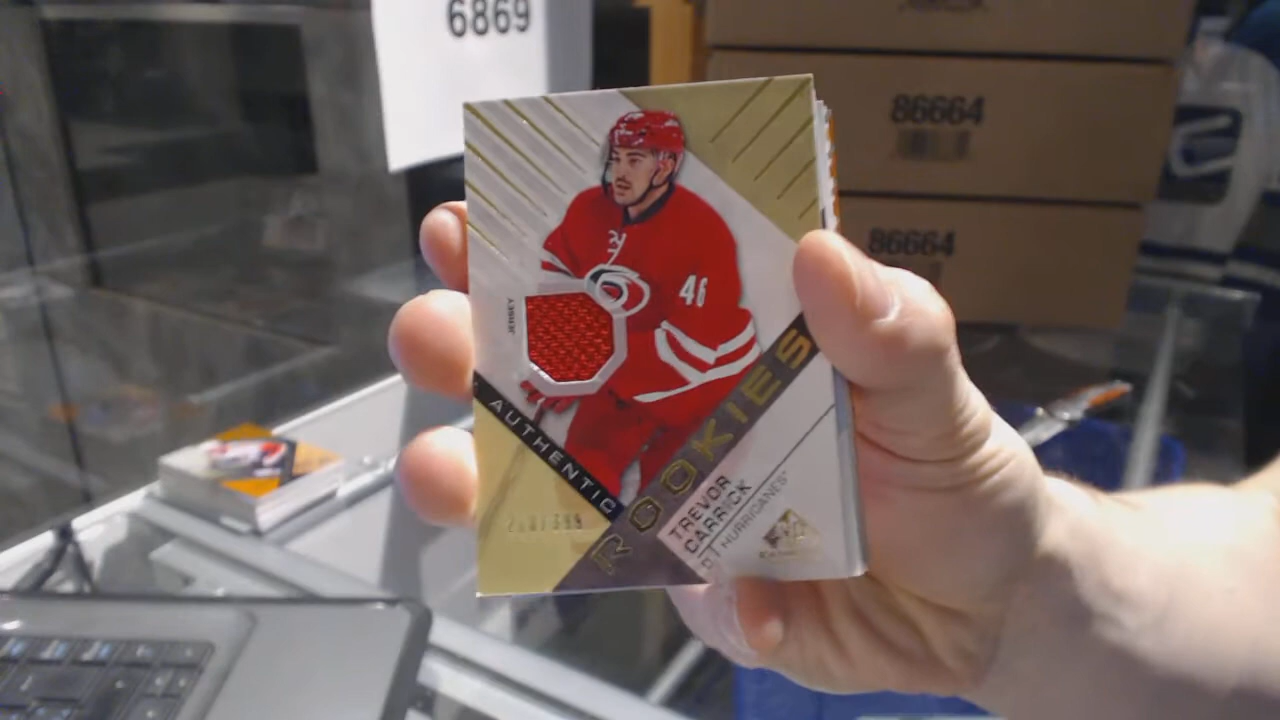 6869
86664
86664
46
JERSEY
AUTHENTIC
ROOKIES
TREVOR
CARRICK
HURRICANES